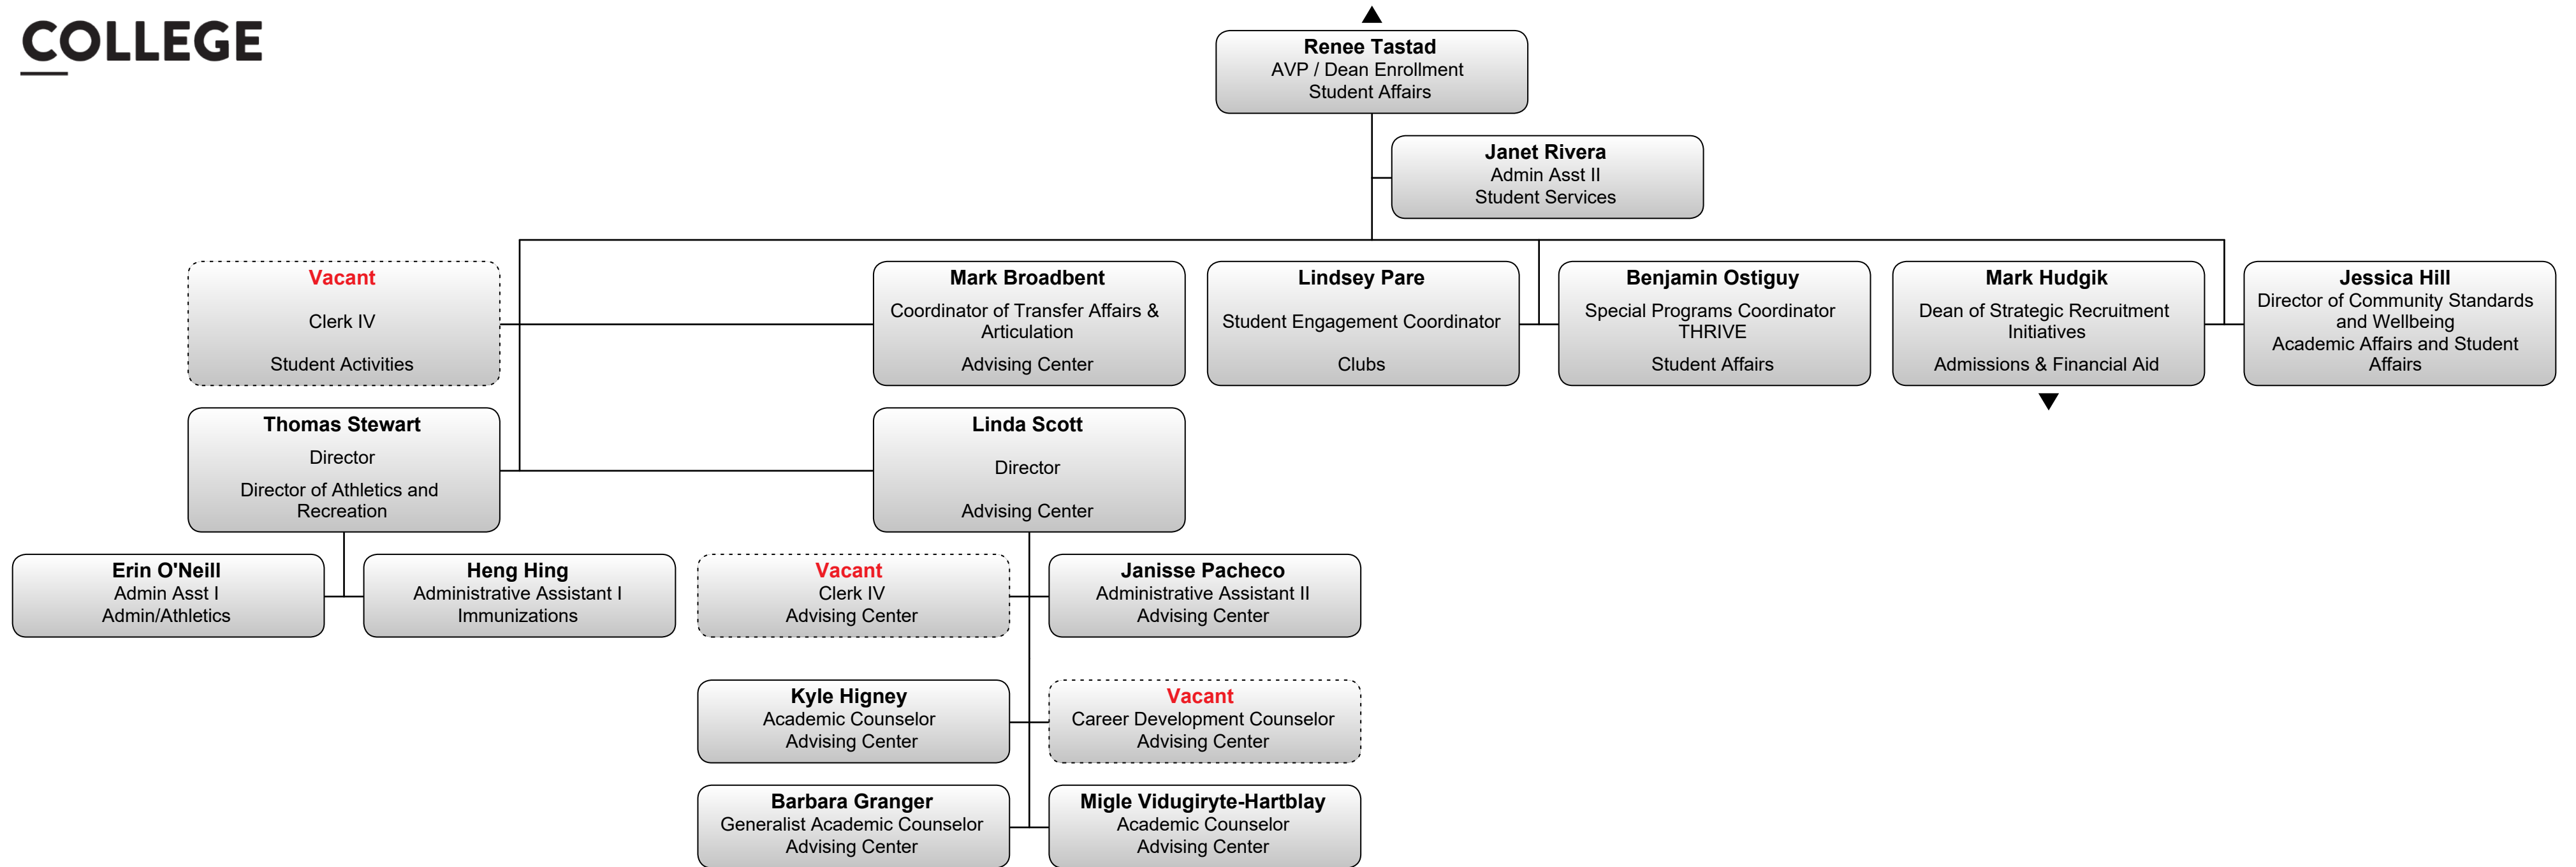 COLLEGE
Renee Tastad
AVP / Dean Enrollment
Student Affairs
Janet Rivera
Admin Asst II
Student Services
Vacant
Clerk IV
Student Activities
Mark Broadbent
Coordinator of Transfer Affairs &
Articulation
Advising Center
Lindsey Pare
Student Engagement Coordinator
Clubs
Benjamin Ostiguy
Special Programs Coordinator
THRIVE
Student Affairs
Mark Hudgik
Dean of Strategic Recruitment
Initiatives
Admissions & Financial Aid
Jessica Hill
Director of Community Standards
and Wellbeing
Academic Affairs and Student
Affairs
Thomas Stewart
Director
Director of Athletics and
Recreation
Linda Scott
Director
Advising Center
Erin O'Neill
Admin Asst I
Admin/Athletics
Heng Hing
Administrative Assistant I
Immunizations
Vacant
Clerk IV
Advising Center
Janisse Pacheco
Administrative Assistant II
Advising Center
Kyle Higney
Academic Counselor
Advising Center
Vacant
Career Development Counselor
Advising Center
Barbara Granger
Generalist Academic Counselor
Advising Center
Migle Vidugiryte-Hartblay
Academic Counselor
Advising Center